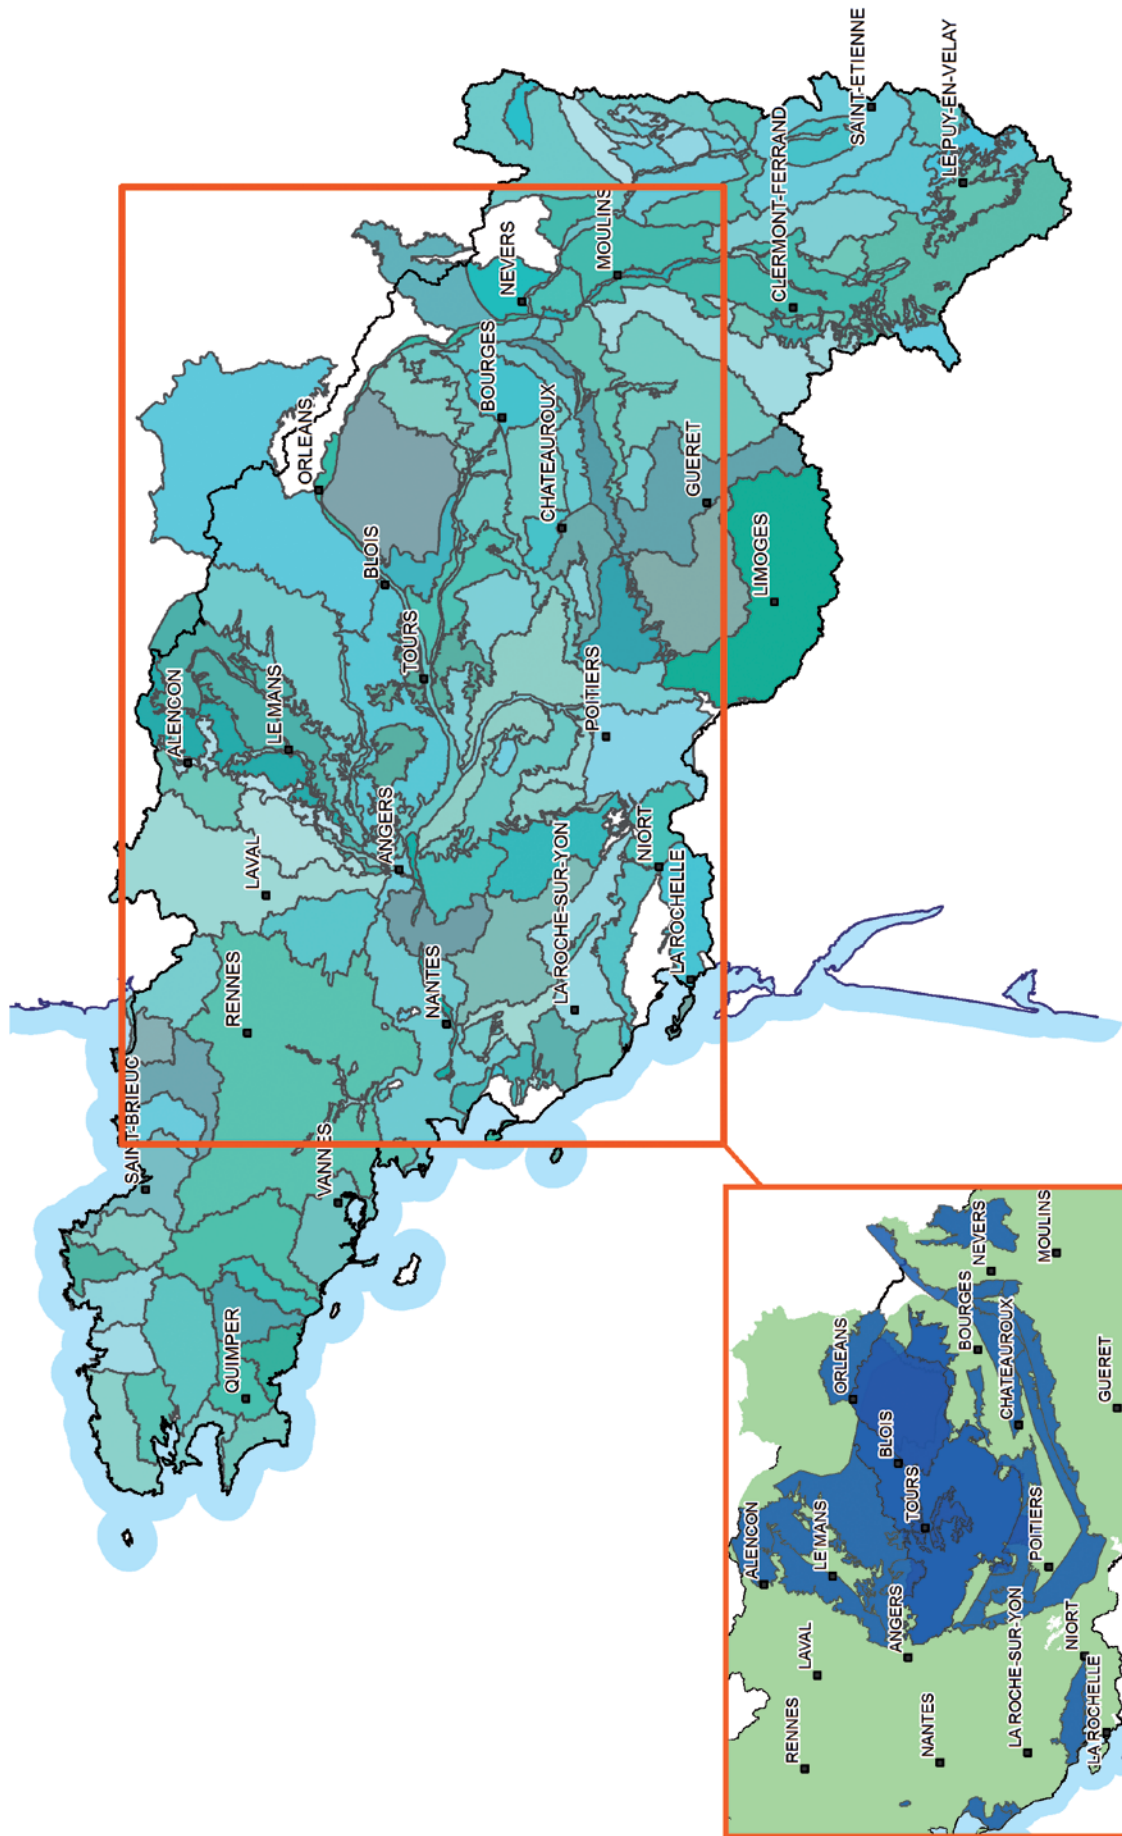 SAINT-BRIEUC
ALENCON
ORLEANS
RENNES
LAVAL
LE MANS
QUIMPER
VANNES
BLOIS
ANGERS
TOURS
NANTES
BOURGES
NEVERS
CHATEAUROUX
MOULINS
LA ROCHE-SUR-YON
POITIERS
NIORT
LA ROCHELLE
GUERET
LIMOGES
CLERMONT-FERRAND
SAINT-ETIENNE
LE PUY-EN-VELAY
ALENCON
RENNES
LAVAL
LE MANS
ORLEANS
BLOIS
ANGERS
TOURS
NANTES
BOURGES
NEVERS
CHATEAUROUX
MOULINS
LA ROCHE-SUR-YON
POITIERS
NIORT
LA ROCHELLE
GUERET